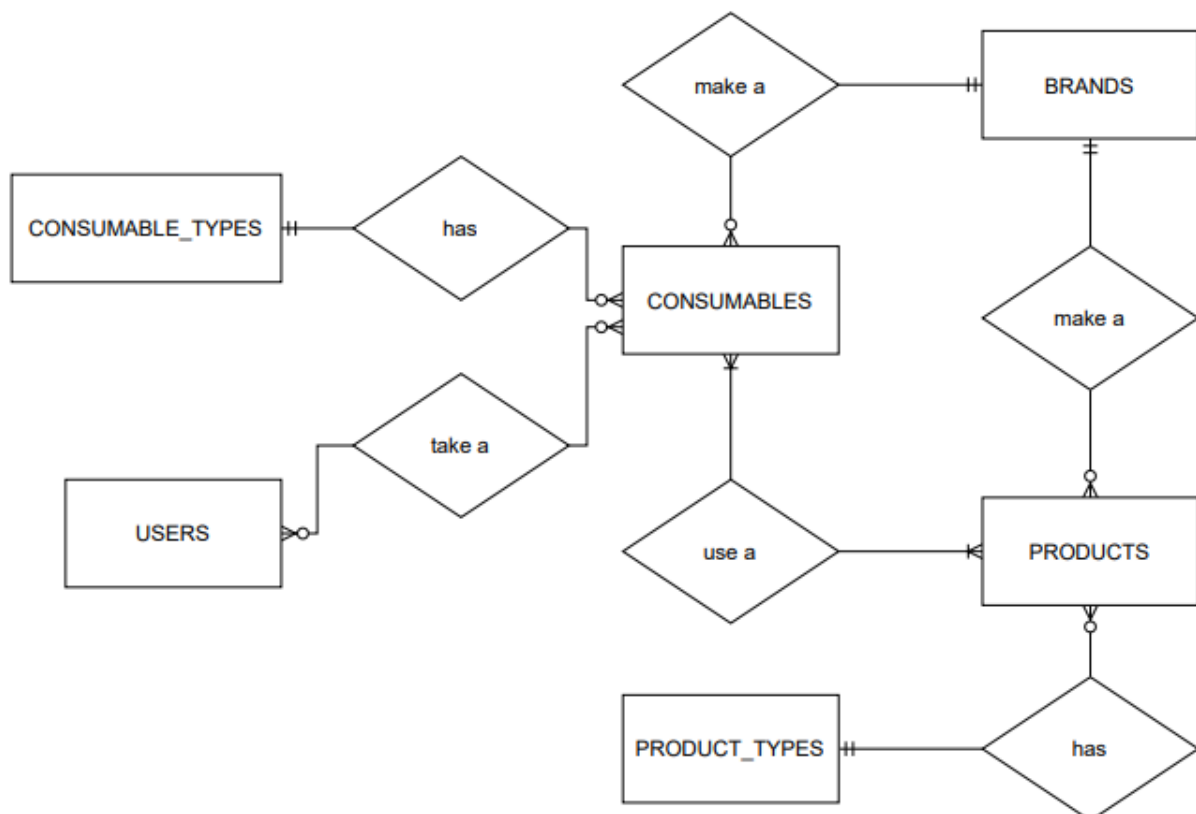 make a
BRANDS
CONSUMABLE_TYPES
has
CONSUMABLES
make a
take a
USERS
use a
PRODUCTS
PRODUCT_TYPES
has